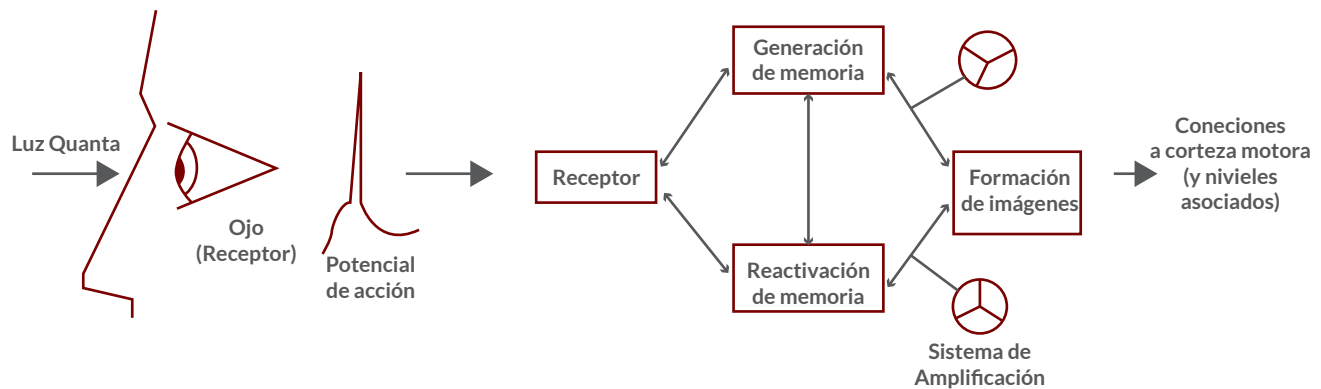 Luz Quanta
Ojo
(Receptor)
Potencial
de acción
Receptor
Generación
de memoria
Reactivación
de memoria
Formación
de imágenes
Sistema de
Amplificación
Coneciones
a corteza motora
(y nivieles
asociados)